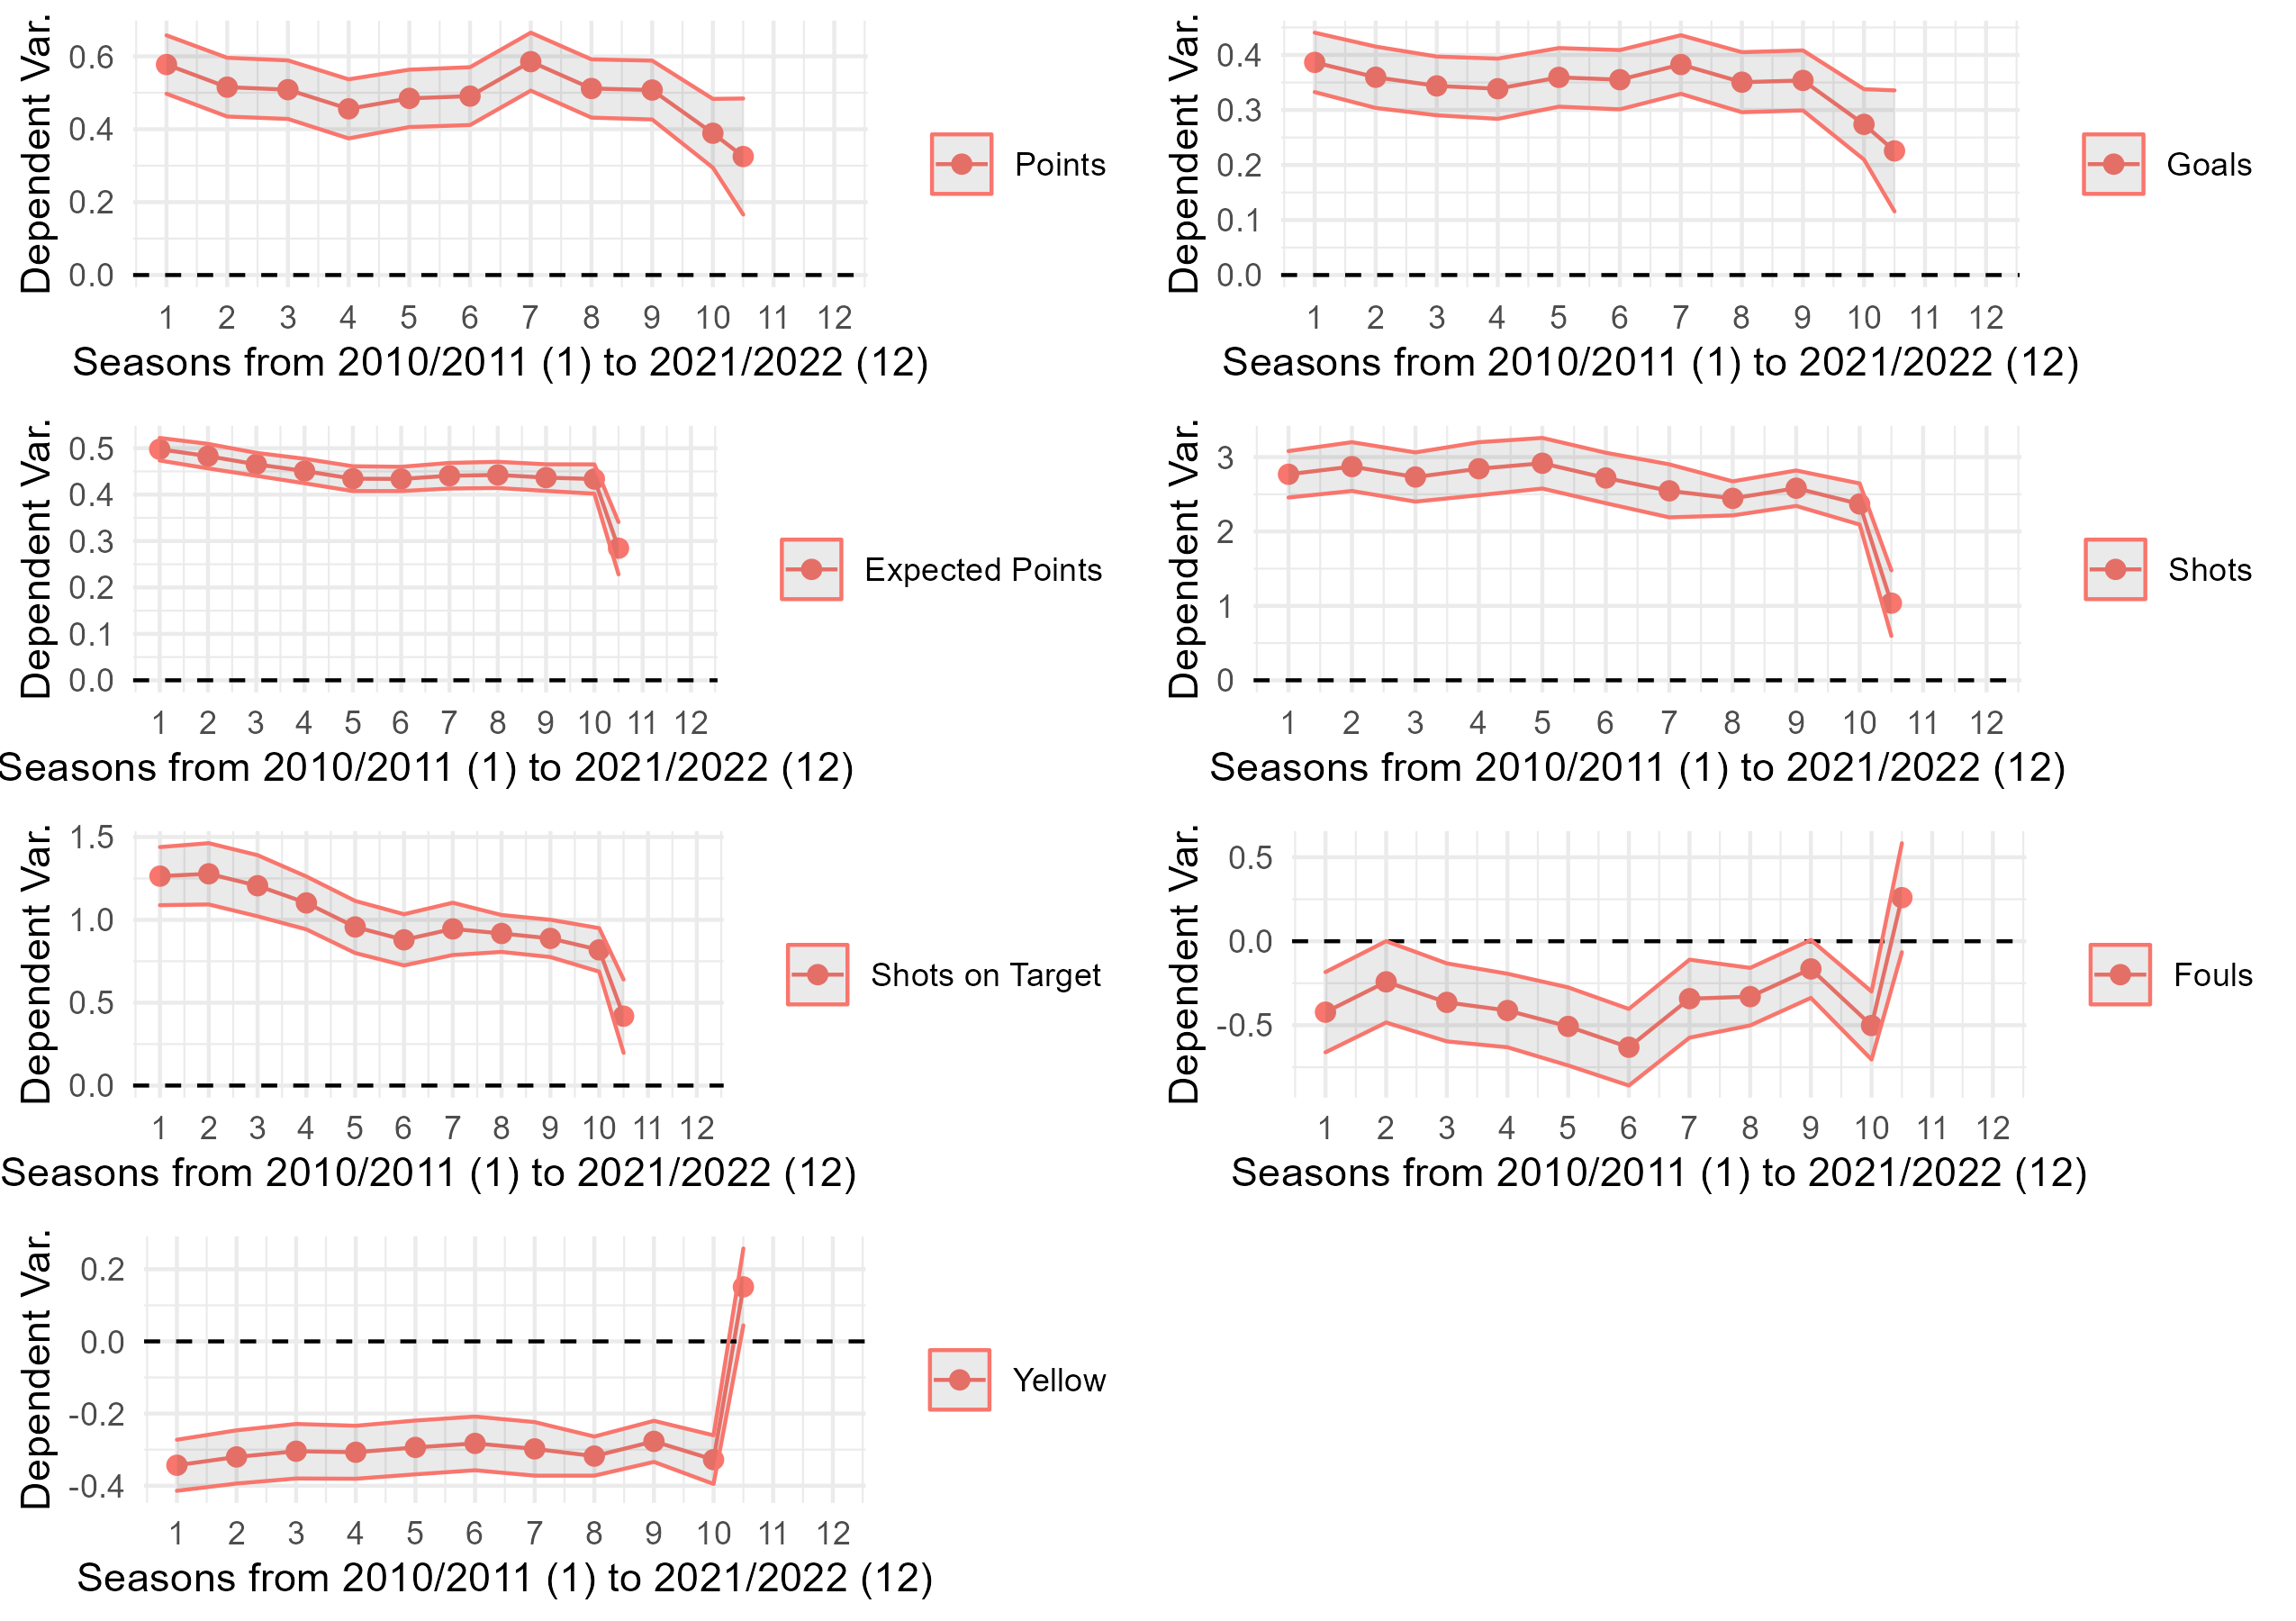 Dependent Var.
0.6
0.4
0.2
0.0
1 2 3 4 5 6 7 8 9 10 11 12
Seasons from 2010/2011 (1) to 2021/2022 (12)
Points
Dependent Var.
0.4
0.3
0.2
0.1
0.0
1 2 3 4 5 6 7 8 9 10 11 12
Seasons from 2010/2011 (1) to 2021/2022 (12)
Goals
Dependent Var.
0.5
0.4
0.3
0.2
0.1
0.0
1 2 3 4 5 6 7 8 9 10 11 12
Seasons from 2010/2011 (1) to 2021/2022 (12)
Expected Points
Dependent Var.
3
2
1
0
1 2 3 4 5 6 7 8 9 10 11 12
Seasons from 2010/2011 (1) to 2021/2022 (12)
Shots
Dependent Var.
1.5
1.0
0.5
0.0
1 2 3 4 5 6 7 8 9 10 11 12
Seasons from 2010/2011 (1) to 2021/2022 (12)
Shots on Target
Dependent Var.
0.5
0.0
-0.5
1 2 3 4 5 6 7 8 9 10 11 12
Seasons from 2010/2011 (1) to 2021/2022 (12)
Fouls
Dependent Var.
0.2
0.0
-0.2
-0.4
1 2 3 4 5 6 7 8 9 10 11 12
Seasons from 2010/2011 (1) to 2021/2022 (12)
Yellow